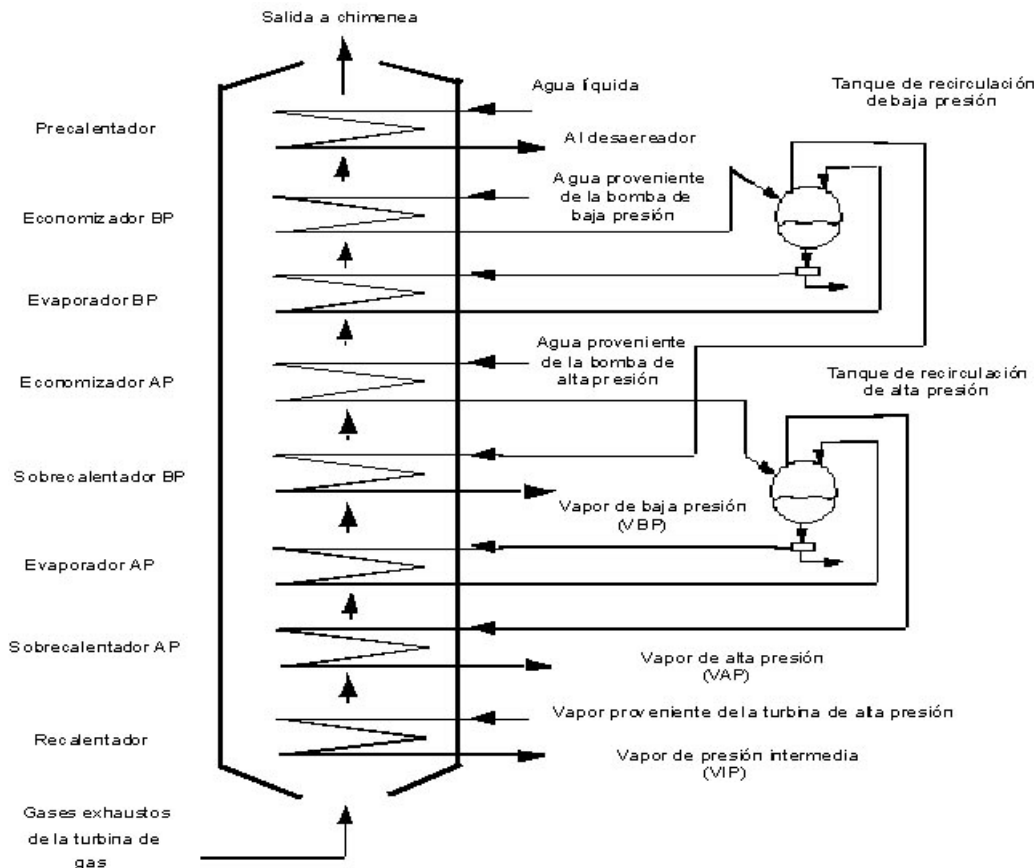 Salida a chimenea
Tanque de recirculación
de baja presión
Agua líquida
Precalentador
Al desaereador
Agua proveniente
de la bomba de
baja presión
Economizador BP
Evaporador BP
Agua proveniente
de la bomba de
alta presión
Economizador AP
Tanque de recirculación
de alta presión
Sobrecalentador BP
Vapor de baja presión
(VBP)
Evaporador AP
Sobrecalentador AP
Vapor de alta presión
(VAP)
Vapor proveniente de la turbina de alta presión
Recalentador
Vapor de presión intermedia
(VIP)
Gases exhaustos
de la turbina de
gas